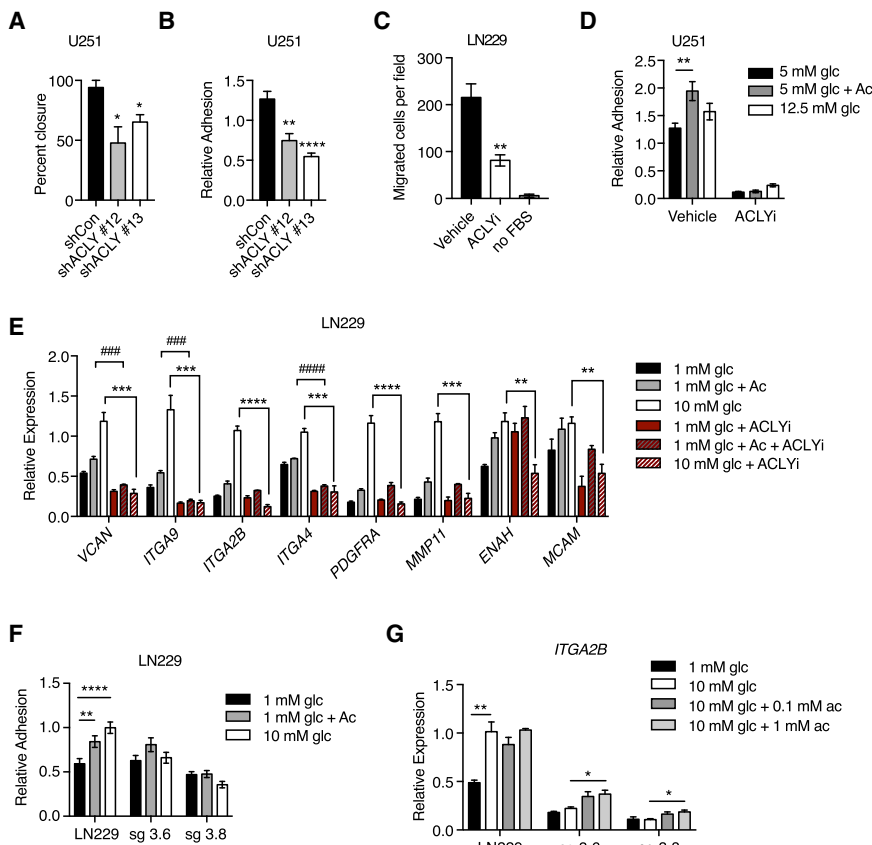 A
U251
Percent closure
100
50
0
*
*
shCon
shACLY #12
shACLY #13
B
U251
Relative Adhesion
1.5
1.0
0.5
0.0
**
****
shCon
shACLY #12
shACLY #13
C
LN229
Migrated cells per field
300
200
100
0
**
Vehicle
ACLYi
no FBS
D
U251
Relative Adhesion
2.5
2.0
1.5
1.0
0.5
0.0
**
Vehicle
ACLYi
5 mM glc
5 mM glc + Ac
12.5 mM glc
E
LN229
Relative Expression
2.0
1.5
1.0
0.5
0.0
###
***
###
***
****
####
***
****
***
**
**
VCAN
ITGA9
ITGA2B
ITGA4
PDGFRA
MMP11
ENAH
MCAM
1 mM glc
1 mM glc + Ac
10 mM glc
1 mM glc + ACLYi
1 mM glc + Ac + ACLYi
10 mM glc + ACLYi
F
LN229
Relative Adhesion
1.5
1.0
0.5
0.0
****
**
LN229
sg 3.6
sg 3.8
1 mM glc
1 mM glc + Ac
10 mM glc
G
ITGA2B
Relative Expression
1.5
1.0
0.5
0.0
**
*
*
1 mM glc
10 mM glc
10 mM glc + 0.1 mM ac
10 mM glc + 1 mM ac